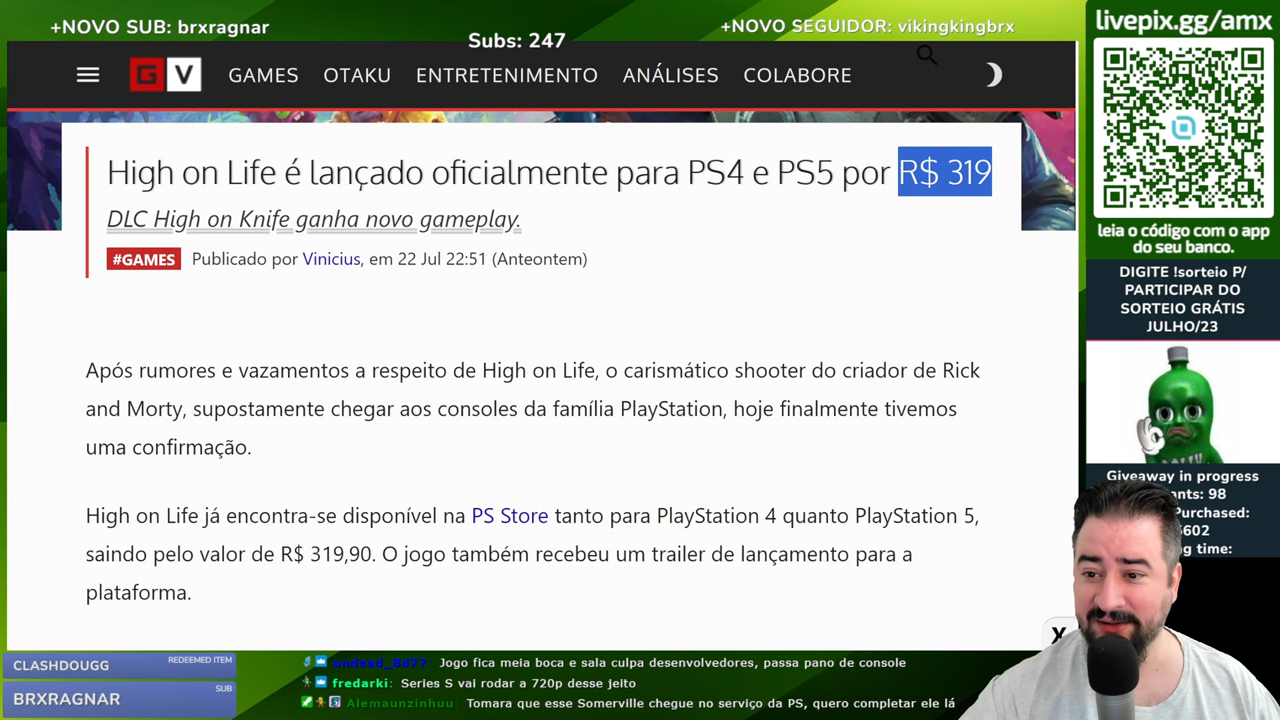 +NOVO SUB: brxragnar
Subs: 247
+NOVO SEGUIDOR: vikingkingbrx
livepix.gg/amx
GV
GAMES OTAKU ENTRETENIMENTO ANÁLISES COLABORE
High on Life é lançado oficialmente para PS4 e PS5 por R$ 319
DLC High on Knife ganha novo gameplay.
#GAMES Publicado por Vinicius, em 22 Jul 22:51 (Anteontem)
Após rumores e vazamentos a respeito de High on Life, o carismático shooter do criador de Rick
and Morty, supostamente chegar aos consoles da família PlayStation, hoje finalmente tivemos
uma confirmação.
High on Life já encontra-se disponível na PS Store tanto para PlayStation 4 quanto PlayStation 5,
saindo pelo valor de R$ 319,90. O jogo também recebeu um trailer de lançamento para a
plataforma.
X
leia o código com o app
do seu banco.
DIGITE !sorteio P/
PARTICIPAR DO
SORTEIO GRÁTIS
JULHO/23
Giveaway in progress
98
Purchased:
time:
CLASHDOUGG REDEEMED ITEM
BRXRAGNAR SUB
undead_8d77: Jogo fica meia boca e sala culpa desenvolvedores, passa pano de console
fredarki: Series S vai rodar a 720p desse jeito
Alemaunzinhuu: Tomara que esse Somerville chegue no serviço da PS, quero completar ele lá